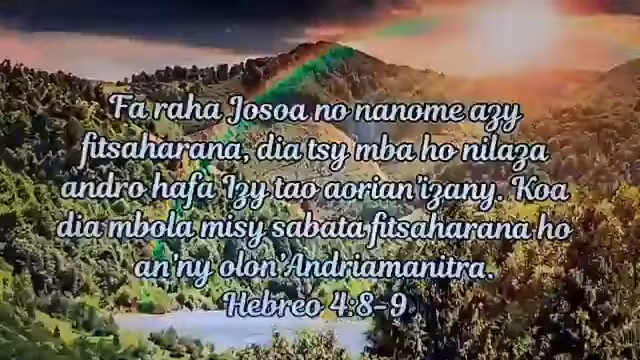 Fa raha Josoa no nanome azy
fitsaharana, dia tsy mba ho nilaza
andro hafa Izy tao aorian'izany. Koa
dia mbola misy sabata fitsaharana ho
an'ny olon'Andriamanitra.
Hebreo 4:8-9